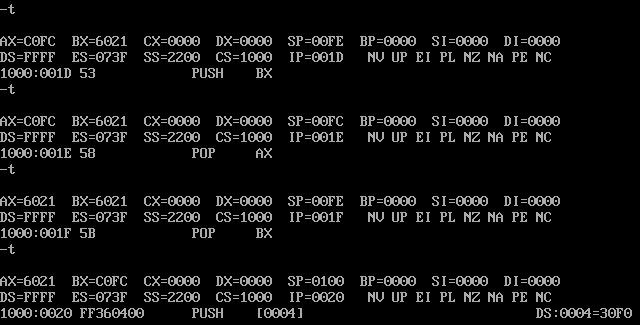 -t
AX=C0FC  BX=6021  CX=0000  DX=0000  SP=00FE  BP=0000  SI=0000  DI=0000
DS=FFFF  ES=073F  SS=2200  CS=1000  IP=001D   NV UP EI PL NZ NA PE NC
1000:001D 53            PUSH    BX
-t
AX=C0FC  BX=6021  CX=0000  DX=0000  SP=00FC  BP=0000  SI=0000  DI=0000
DS=FFFF  ES=073F  SS=2200  CS=1000  IP=001E   NV UP EI PL NZ NA PE NC
1000:001E 58            POP     AX
-t
AX=6021  BX=6021  CX=0000  DX=0000  SP=00FE  BP=0000  SI=0000  DI=0000
DS=FFFF  ES=073F  SS=2200  CS=1000  IP=001F   NV UP EI PL NZ NA PE NC
1000:001F 5B            POP     BX
-t
AX=6021  BX=C0FC  CX=0000  DX=0000  SP=0100  BP=0000  SI=0000  DI=0000
DS=FFFF  ES=073F  SS=2200  CS=1000  IP=0020   NV UP EI PL NZ NA PE NC
1000:0020 FF360400      PUSH    [0004]                             DS:0004=30F0